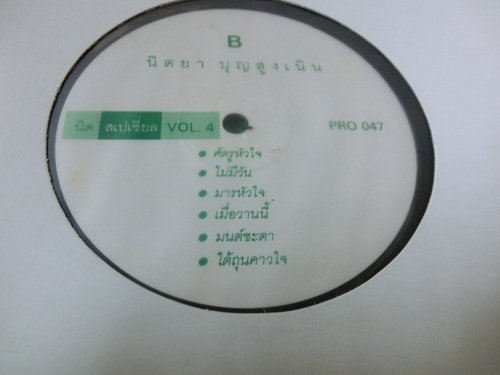 B
นิตยา บุญสูงเนิน
นิด สเปเชียล VOL. 4
PRO 047
ศัตรูหัวใจ
ไม่มีวัน
มารหัวใจ
เมื่อวานนี้
มนต์ชะตา
ใต้ถุนคาวใจ